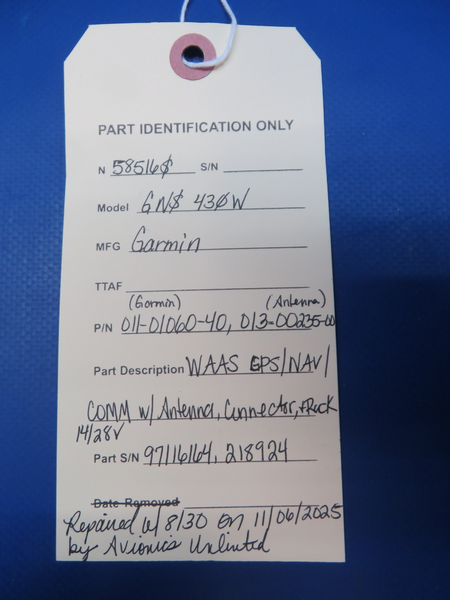 PART IDENTIFICATION ONLY
N 58516$ S/N
Model GN$ 43ØW
MFG Garmin
TTAF
(Garmin) (Antenna)
P/N 011-01060-40, 013-00235-00
Part Description WAAS GPS/NAV/
COMM w/ Antenna, Connector, + Rack
14/28V
Part S/N 97116164, 218924
Date Removed
Repaired w/ 8130 on 11/06/2025
by Avionics Unlimited